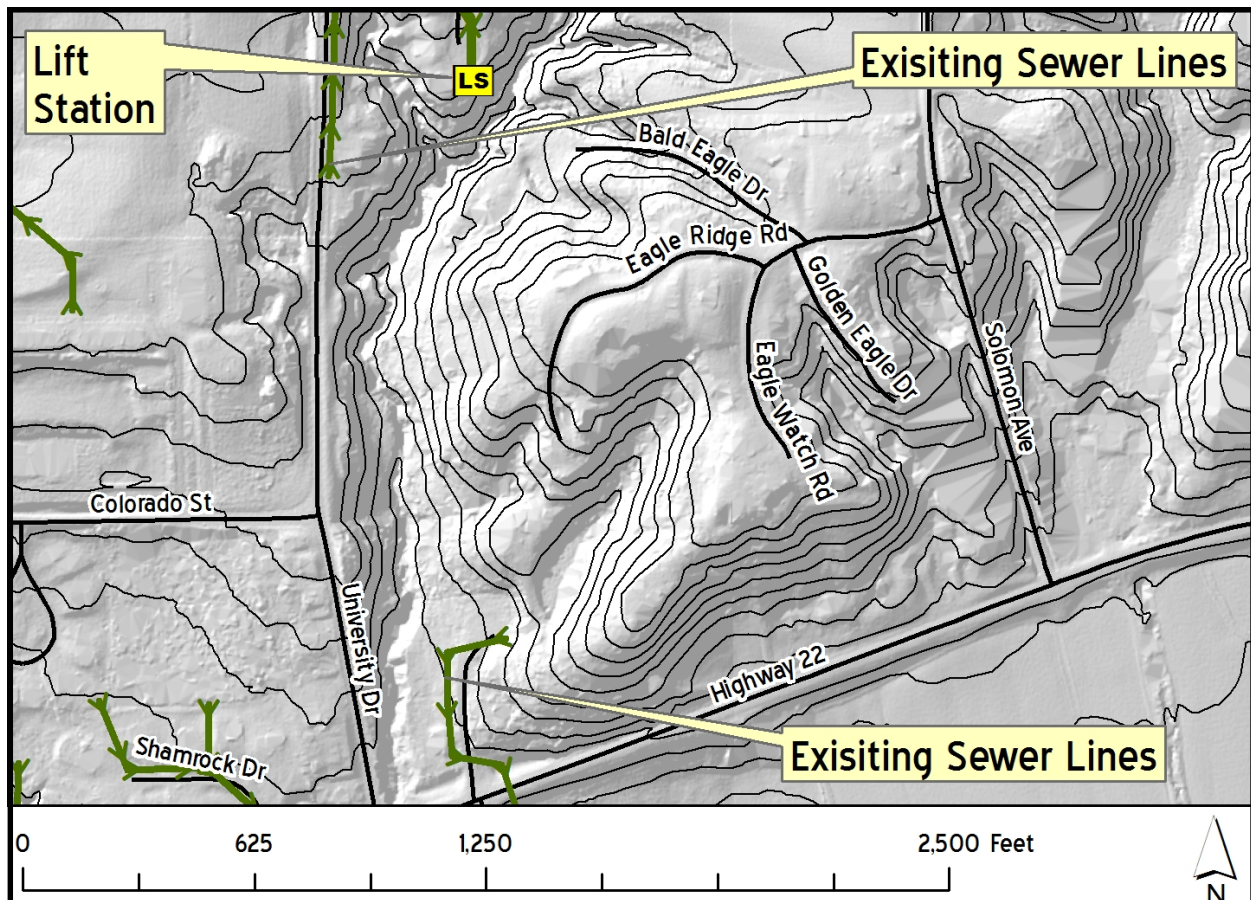 Lift
Station
LS
Exisiting Sewer Lines
Bald Eagle Dr
Eagle Ridge Rd
Golden Eagle Dr
Eagle Watch Rd
Solomon Ave
Colorado St
University Dr
Highway 22
Shamrock Dr
Exisiting Sewer Lines
0 625 1,250 2,500 Feet
N